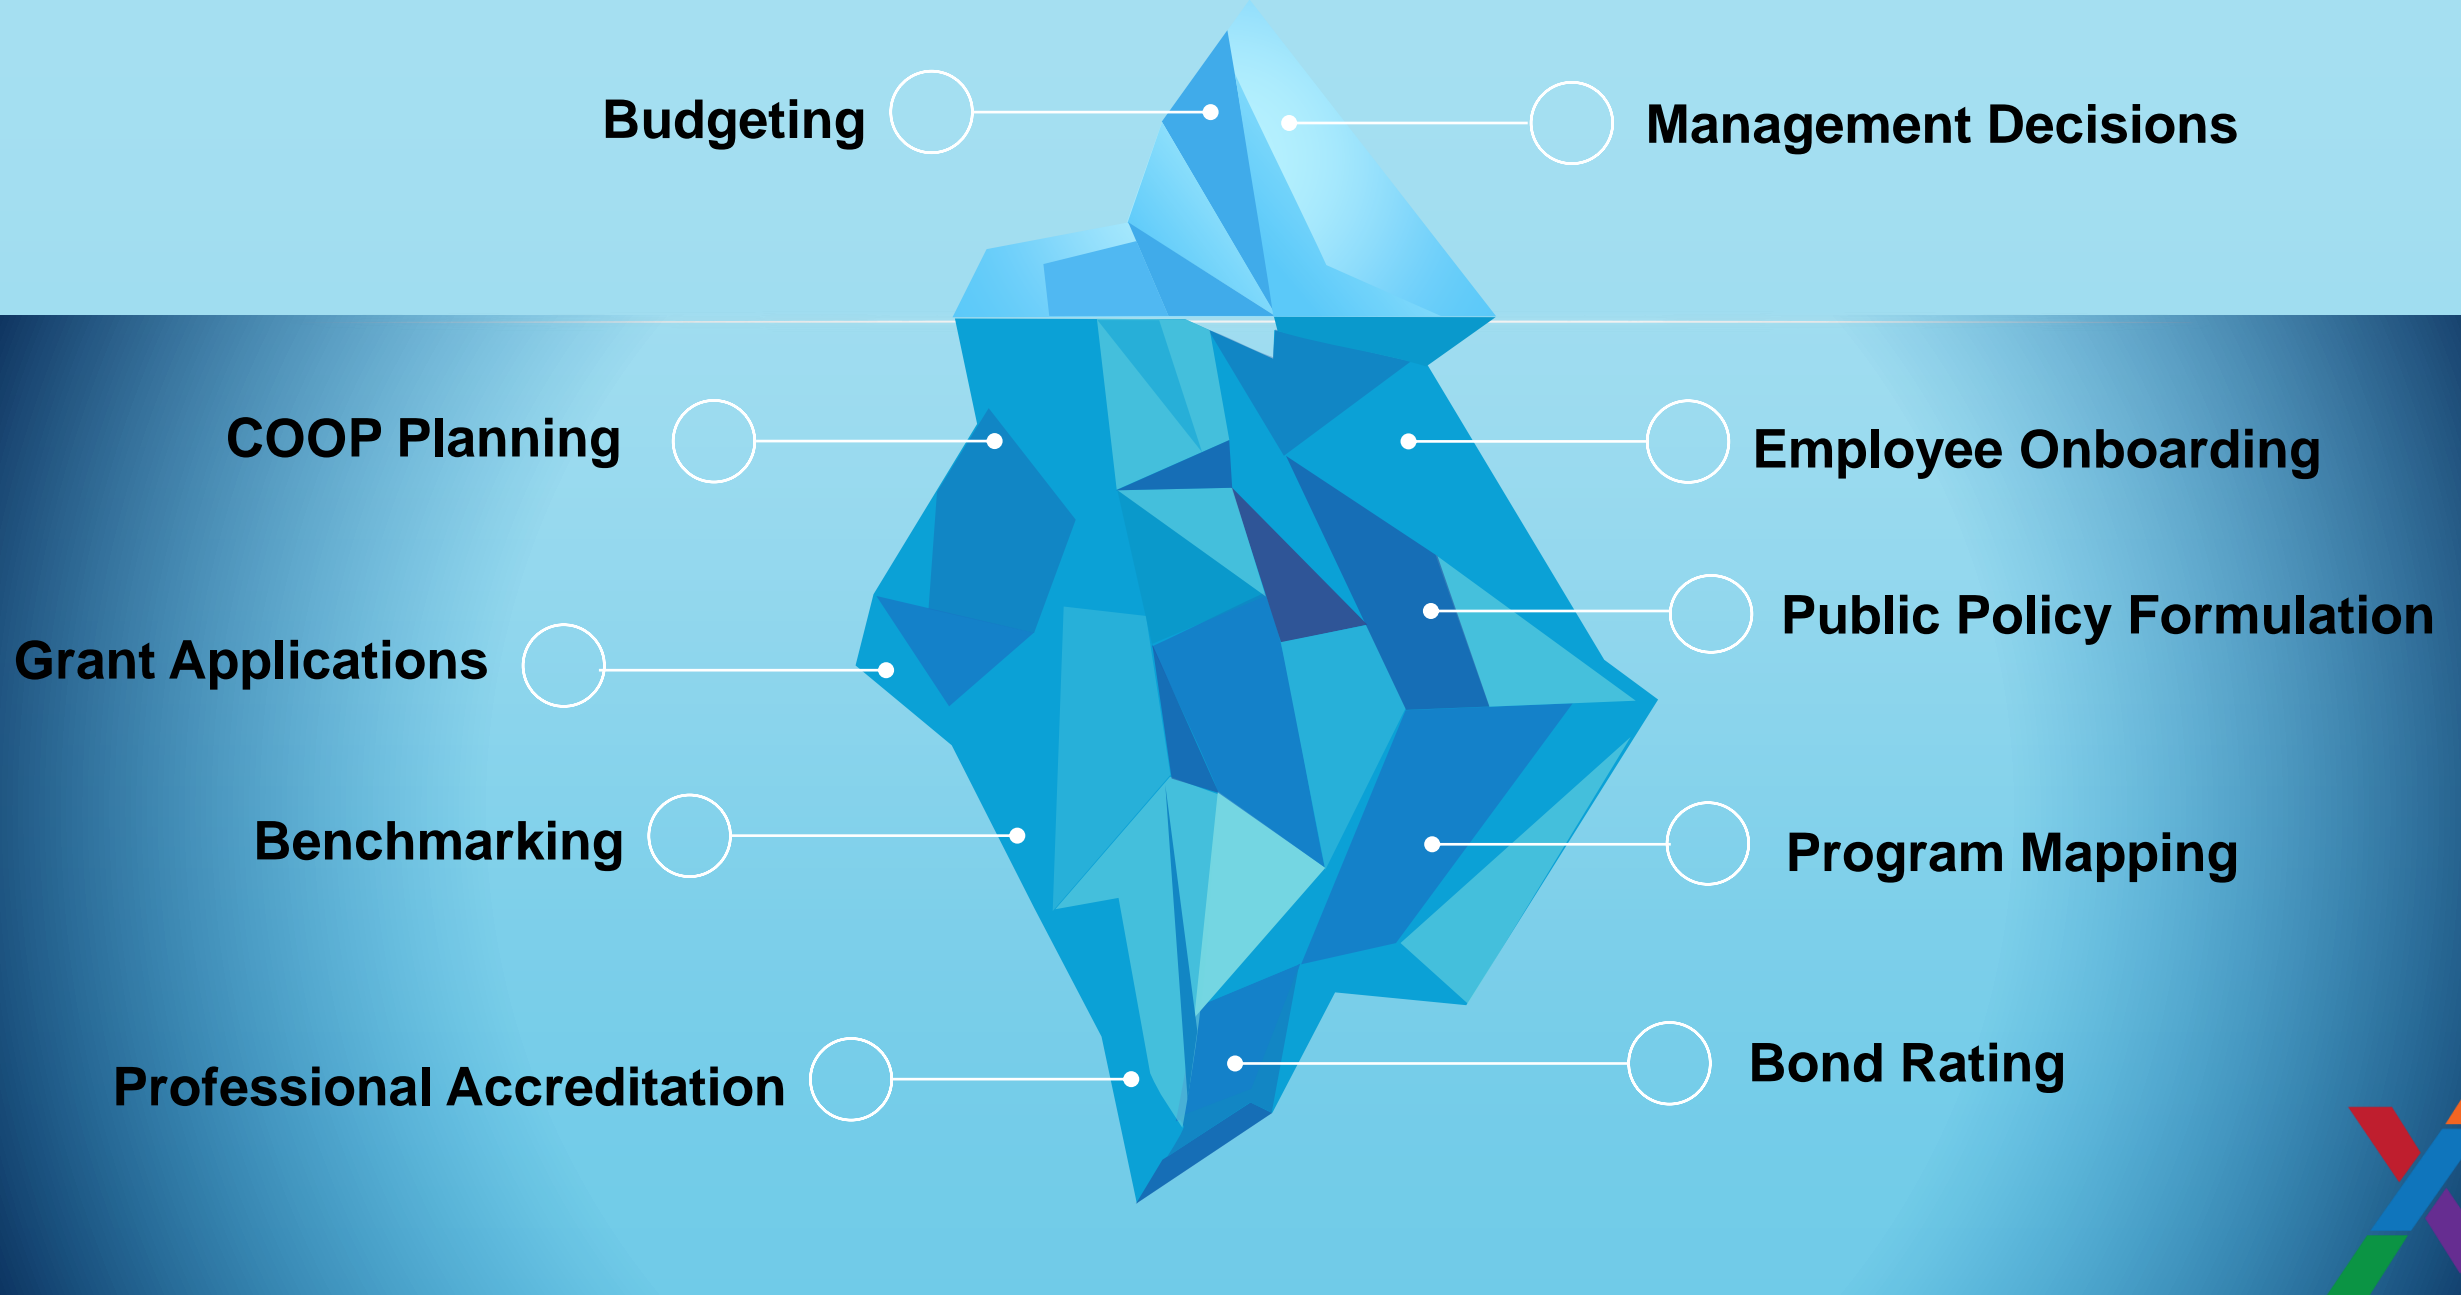 Budgeting
Management Decisions
COOP Planning
Employee Onboarding
Grant Applications
Public Policy Formulation
Benchmarking
Program Mapping
Professional Accreditation
Bond Rating